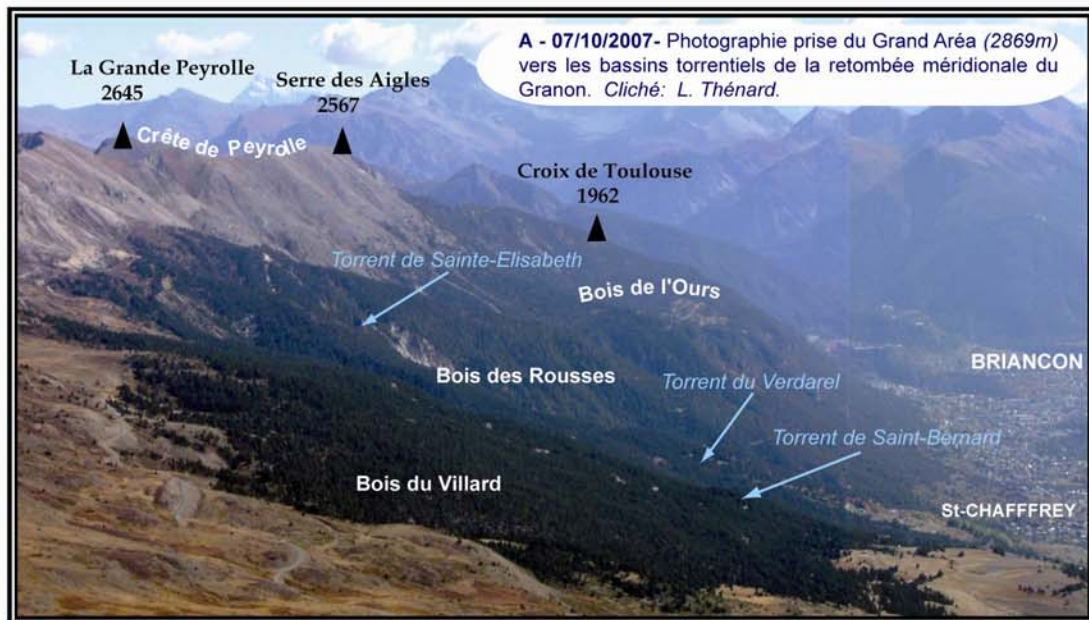 A - 07/10/2007- Photographie prise du Grand Aréa (2869m)
vers les bassins torrentiels de la retombée méridionale du
Granon. Cliché: L. Thénard.
La Grande Peyrolle
2645
Serre des Aigles
2567
Crête de Peyrolle
Croix de Toulouse
1962
Torrent de Sainte-Elisabeth
Bois de l'Ours
BRIANCON
Bois des Rousses
Torrent du Verdarel
Torrent de Saint-Bernard
Bois du Villard
St-CHAFFFREY